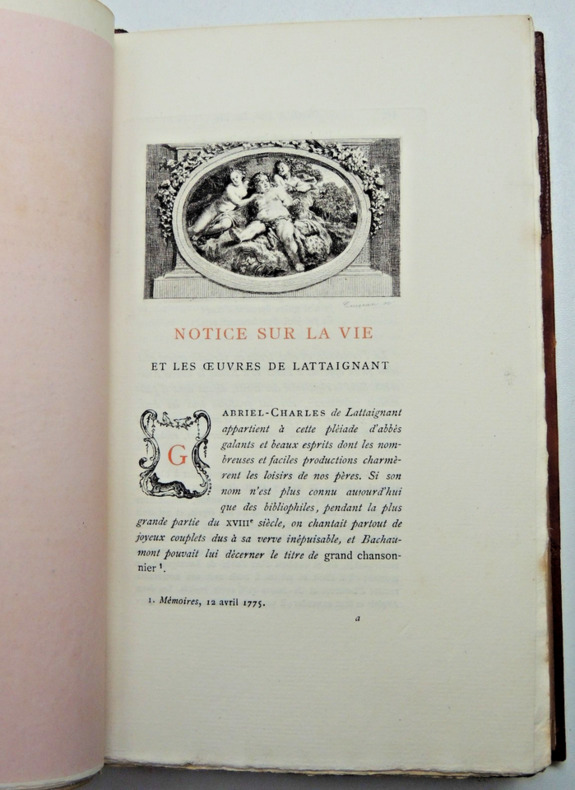 NOTICE SUR LA VIE
ET LES ŒUVRES DE LATTAIGNANT
GABRIEL-CHARLES de Lattaignant
appartient à cette pléiade d'abbés
galants et beaux esprits dont les nom-
breuses et faciles productions charmè-
rent les loisirs de nos pères. Si son
nom n'est plus connu aujourd'hui
que des bibliophiles, pendant la plus
grande partie du XVIIIe siècle, on chantait partout de
joyeux couplets dus à sa verve inépuisable, et Bachau-
mont pouvait lui décerner le titre de grand chanson-
nier 1.
1. Mémoires, 12 avril 1775.
a